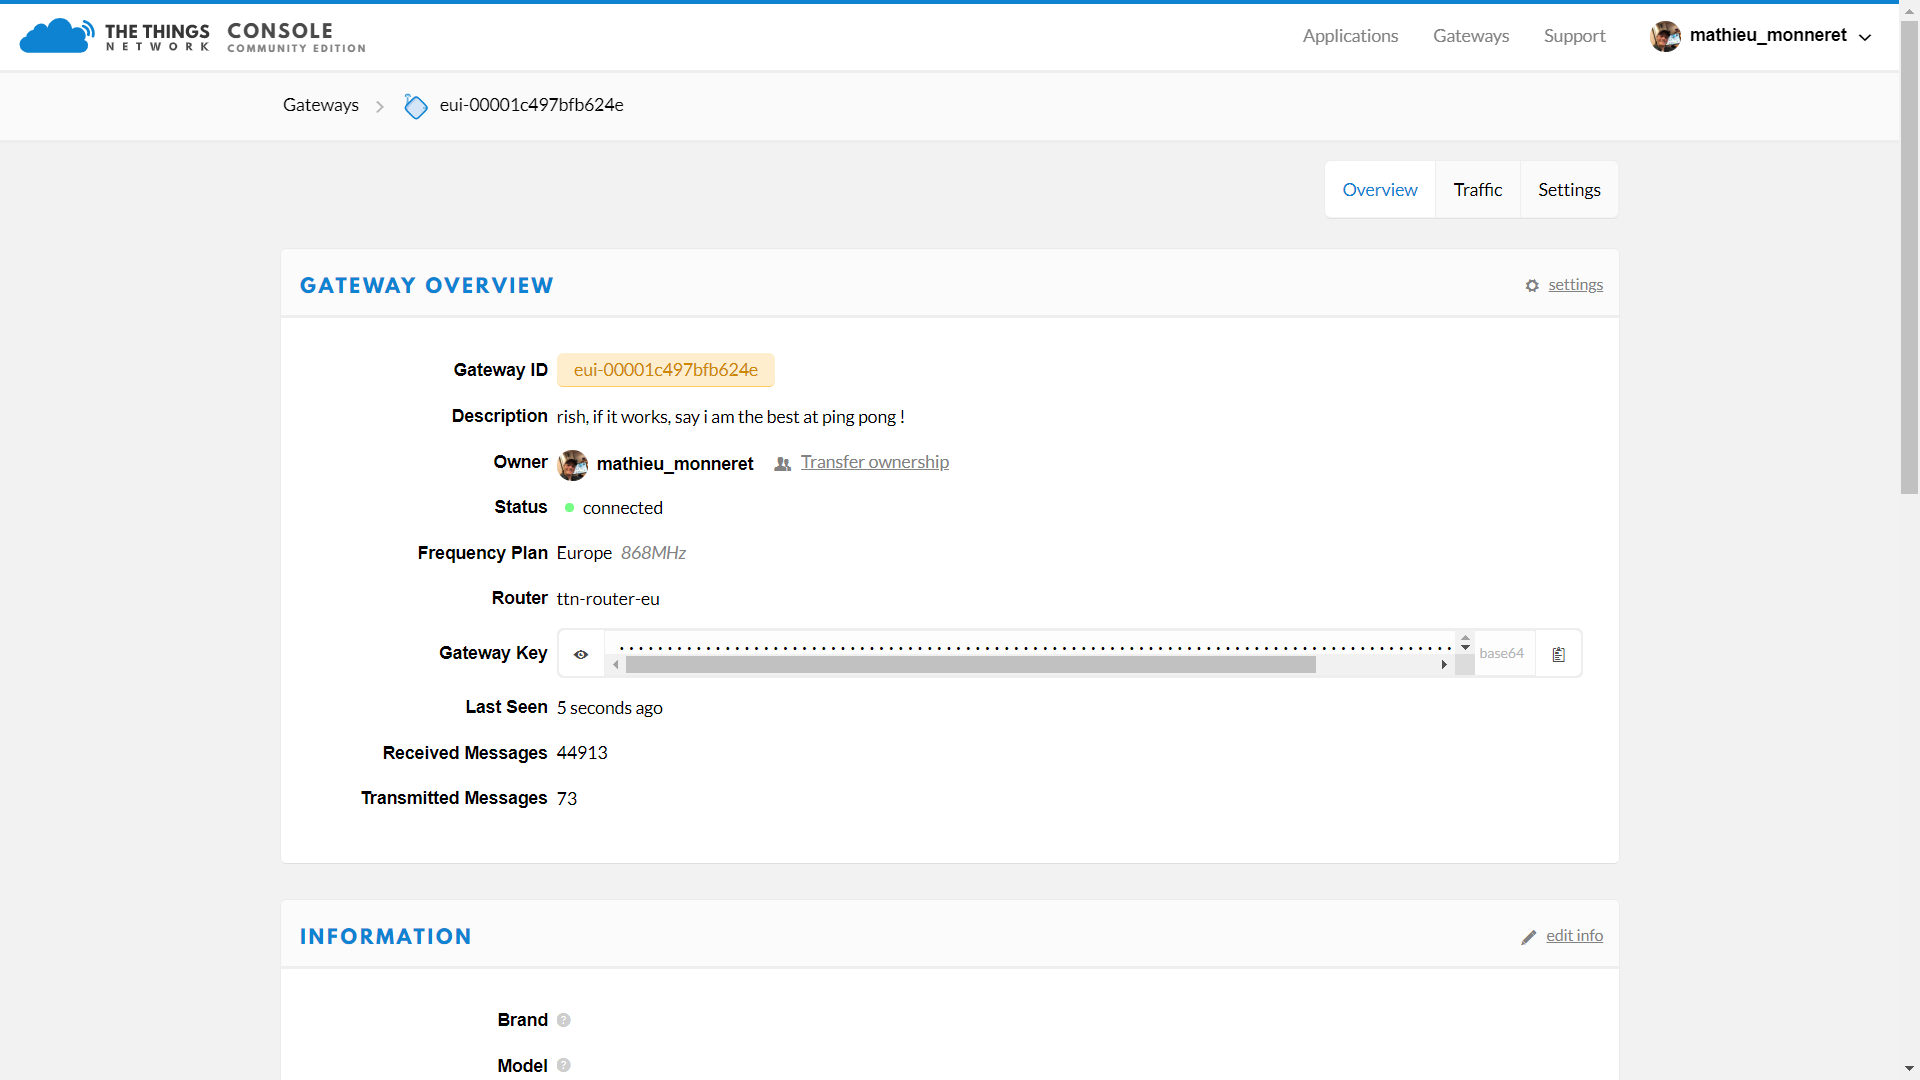 THE THINGS NETWORK CONSOLE COMMUNITY EDITION
Applications Gateways Support mathieu_monneret
Gateways eui-00001c497bfb624e
Overview Traffic Settings
GATEWAY OVERVIEW settings
Gateway ID eui-00001c497bfb624e
Description rish, if it works, say i am the best at ping pong !
Owner mathieu_monneret Transfer ownership
Status connected
Frequency Plan Europe 868MHz
Router ttn-router-eu
Gateway Key base64
Last Seen 5 seconds ago
Received Messages 44913
Transmitted Messages 73
INFORMATION edit info
Brand ?
Model ?